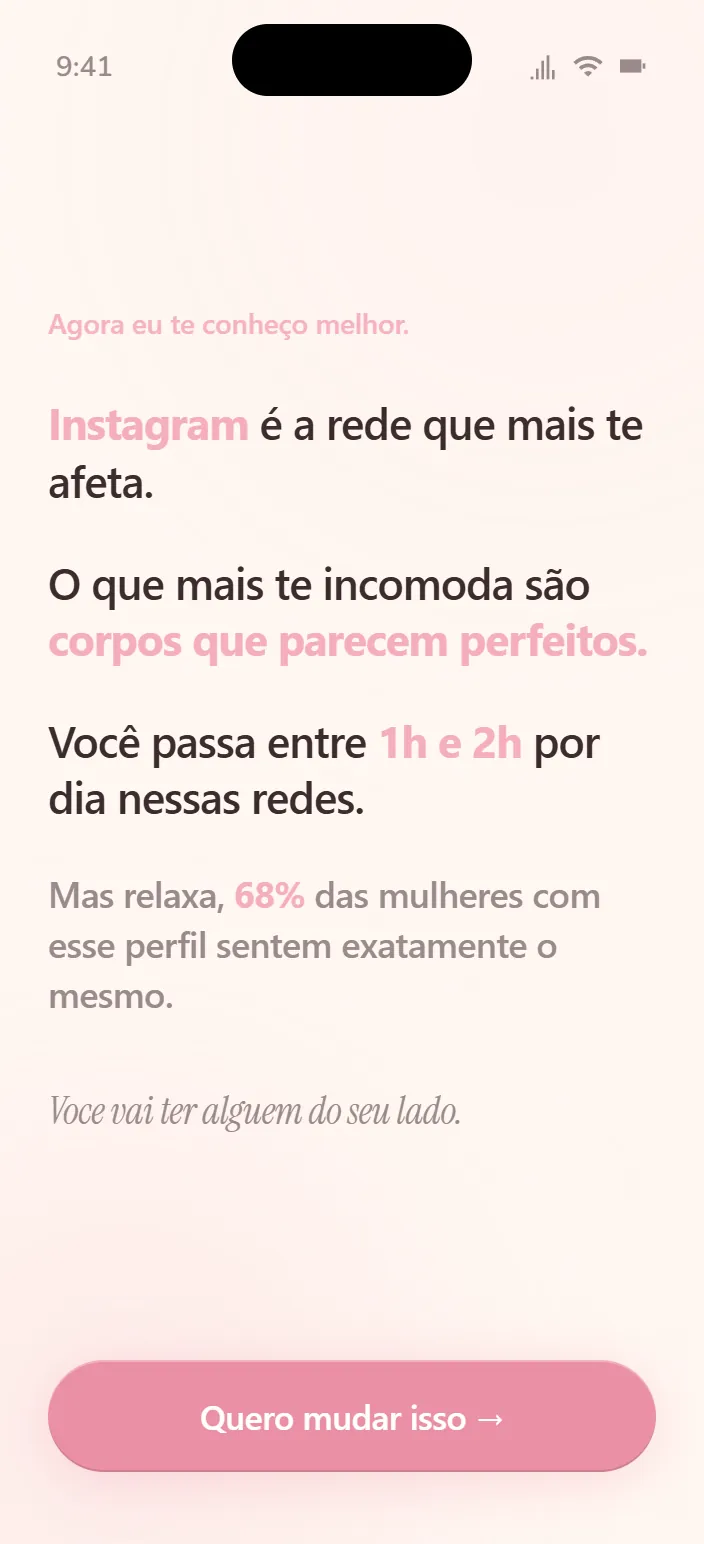 9:41
Agora eu te conheço melhor.
Instagram é a rede que mais te
afeta.
O que mais te incomoda são
corpos que parecem perfeitos.
Você passa entre 1h e 2h por
dia nessas redes.
Mas relaxa, 68% das mulheres com
esse perfil sentem exatamente o
mesmo.
Voce vai ter alguem do seu lado.
Quero mudar isso →